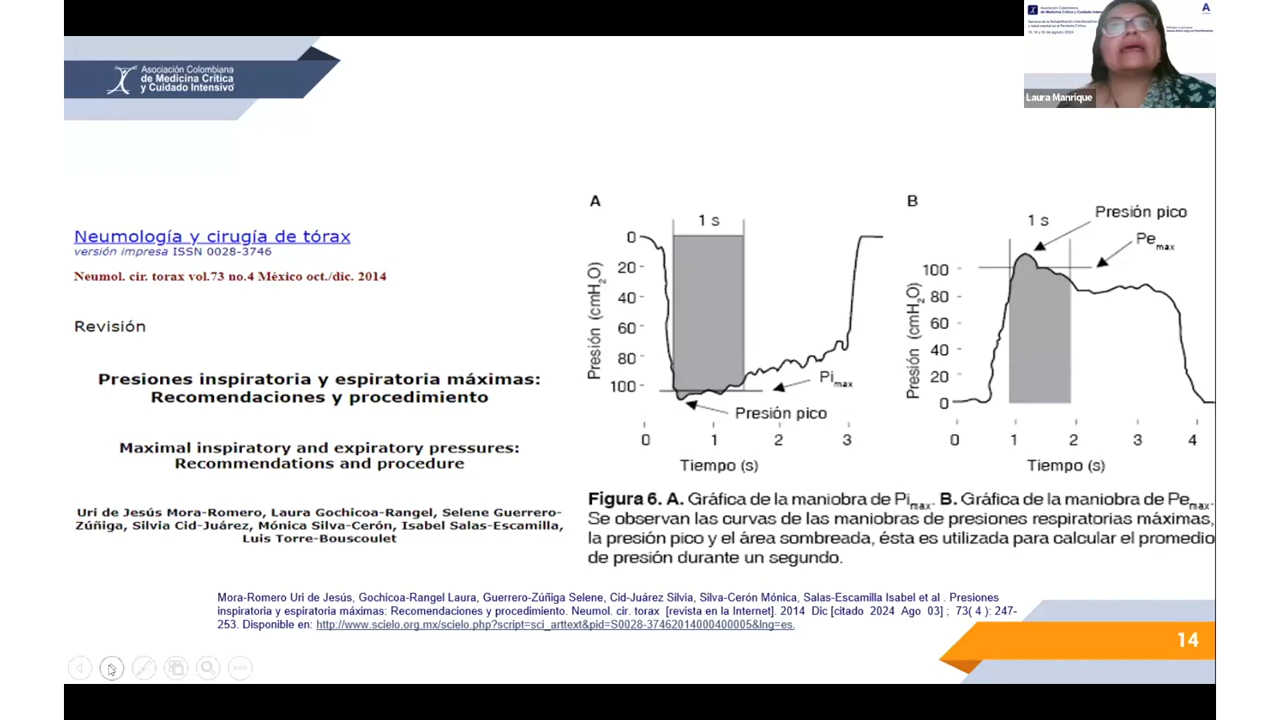 Asociación Colombiana
de Medicina Crítica
y Cuidado Intensivo
Asociación Colombiana
de Medicina Crítica y Cuidado Intensivo
Laura Manrique
Neumología y cirugía de tórax
versión impresa ISSN 0028-3746
Neumol. cir. torax vol.73 no.4 México oct./dic. 2014
Revisión
Presiones inspiratoria y espiratoria máximas:
Recomendaciones y procedimiento
Maximal inspiratory and expiratory pressures:
Recommendations and procedure
Uri de Jesús Mora-Romero, Laura Gochicoa-Rangel, Selene Guerrero-
Zúñiga, Silvia Cid-Juárez, Mónica Silva-Cerón, Isabel Salas-Escamilla,
Luis Torre-Bouscoulet
A
1 s
0
20
40
60
80
100
Presión (cmH2O)
Pimax
Presión pico
0 1 2 3
Tiempo (s)
B
1 s
Presión pico
Pemax
100
80
60
40
20
0
Presión (cmH2O)
0 1 2 3 4
Tiempo (s)
Figura 6. A. Gráfica de la maniobra de Pimax. B. Gráfica de la maniobra de Pemax.
Se observan las curvas de las maniobras de presiones respiratorias máximas,
la presión pico y el área sombreada, ésta es utilizada para calcular el promedio
de presión durante un segundo.
Mora-Romero Uri de Jesús, Gochicoa-Rangel Laura, Guerrero-Zúñiga Selene, Cid-Juárez Silvia, Silva-Cerón Mónica, Salas-Escamilla Isabel et al . Presiones
inspiratoria y espiratoria máximas: Recomendaciones y procedimiento. Neumol. cir. torax [revista en la Internet]. 2014 Dic [citado 2024 Ago 03] ; 73( 4 ): 247-
253. Disponible en: http://www.scielo.org.mx/scielo.php?script=sci_arttext&pid=S0028-37462014000400005&lng=es.
14